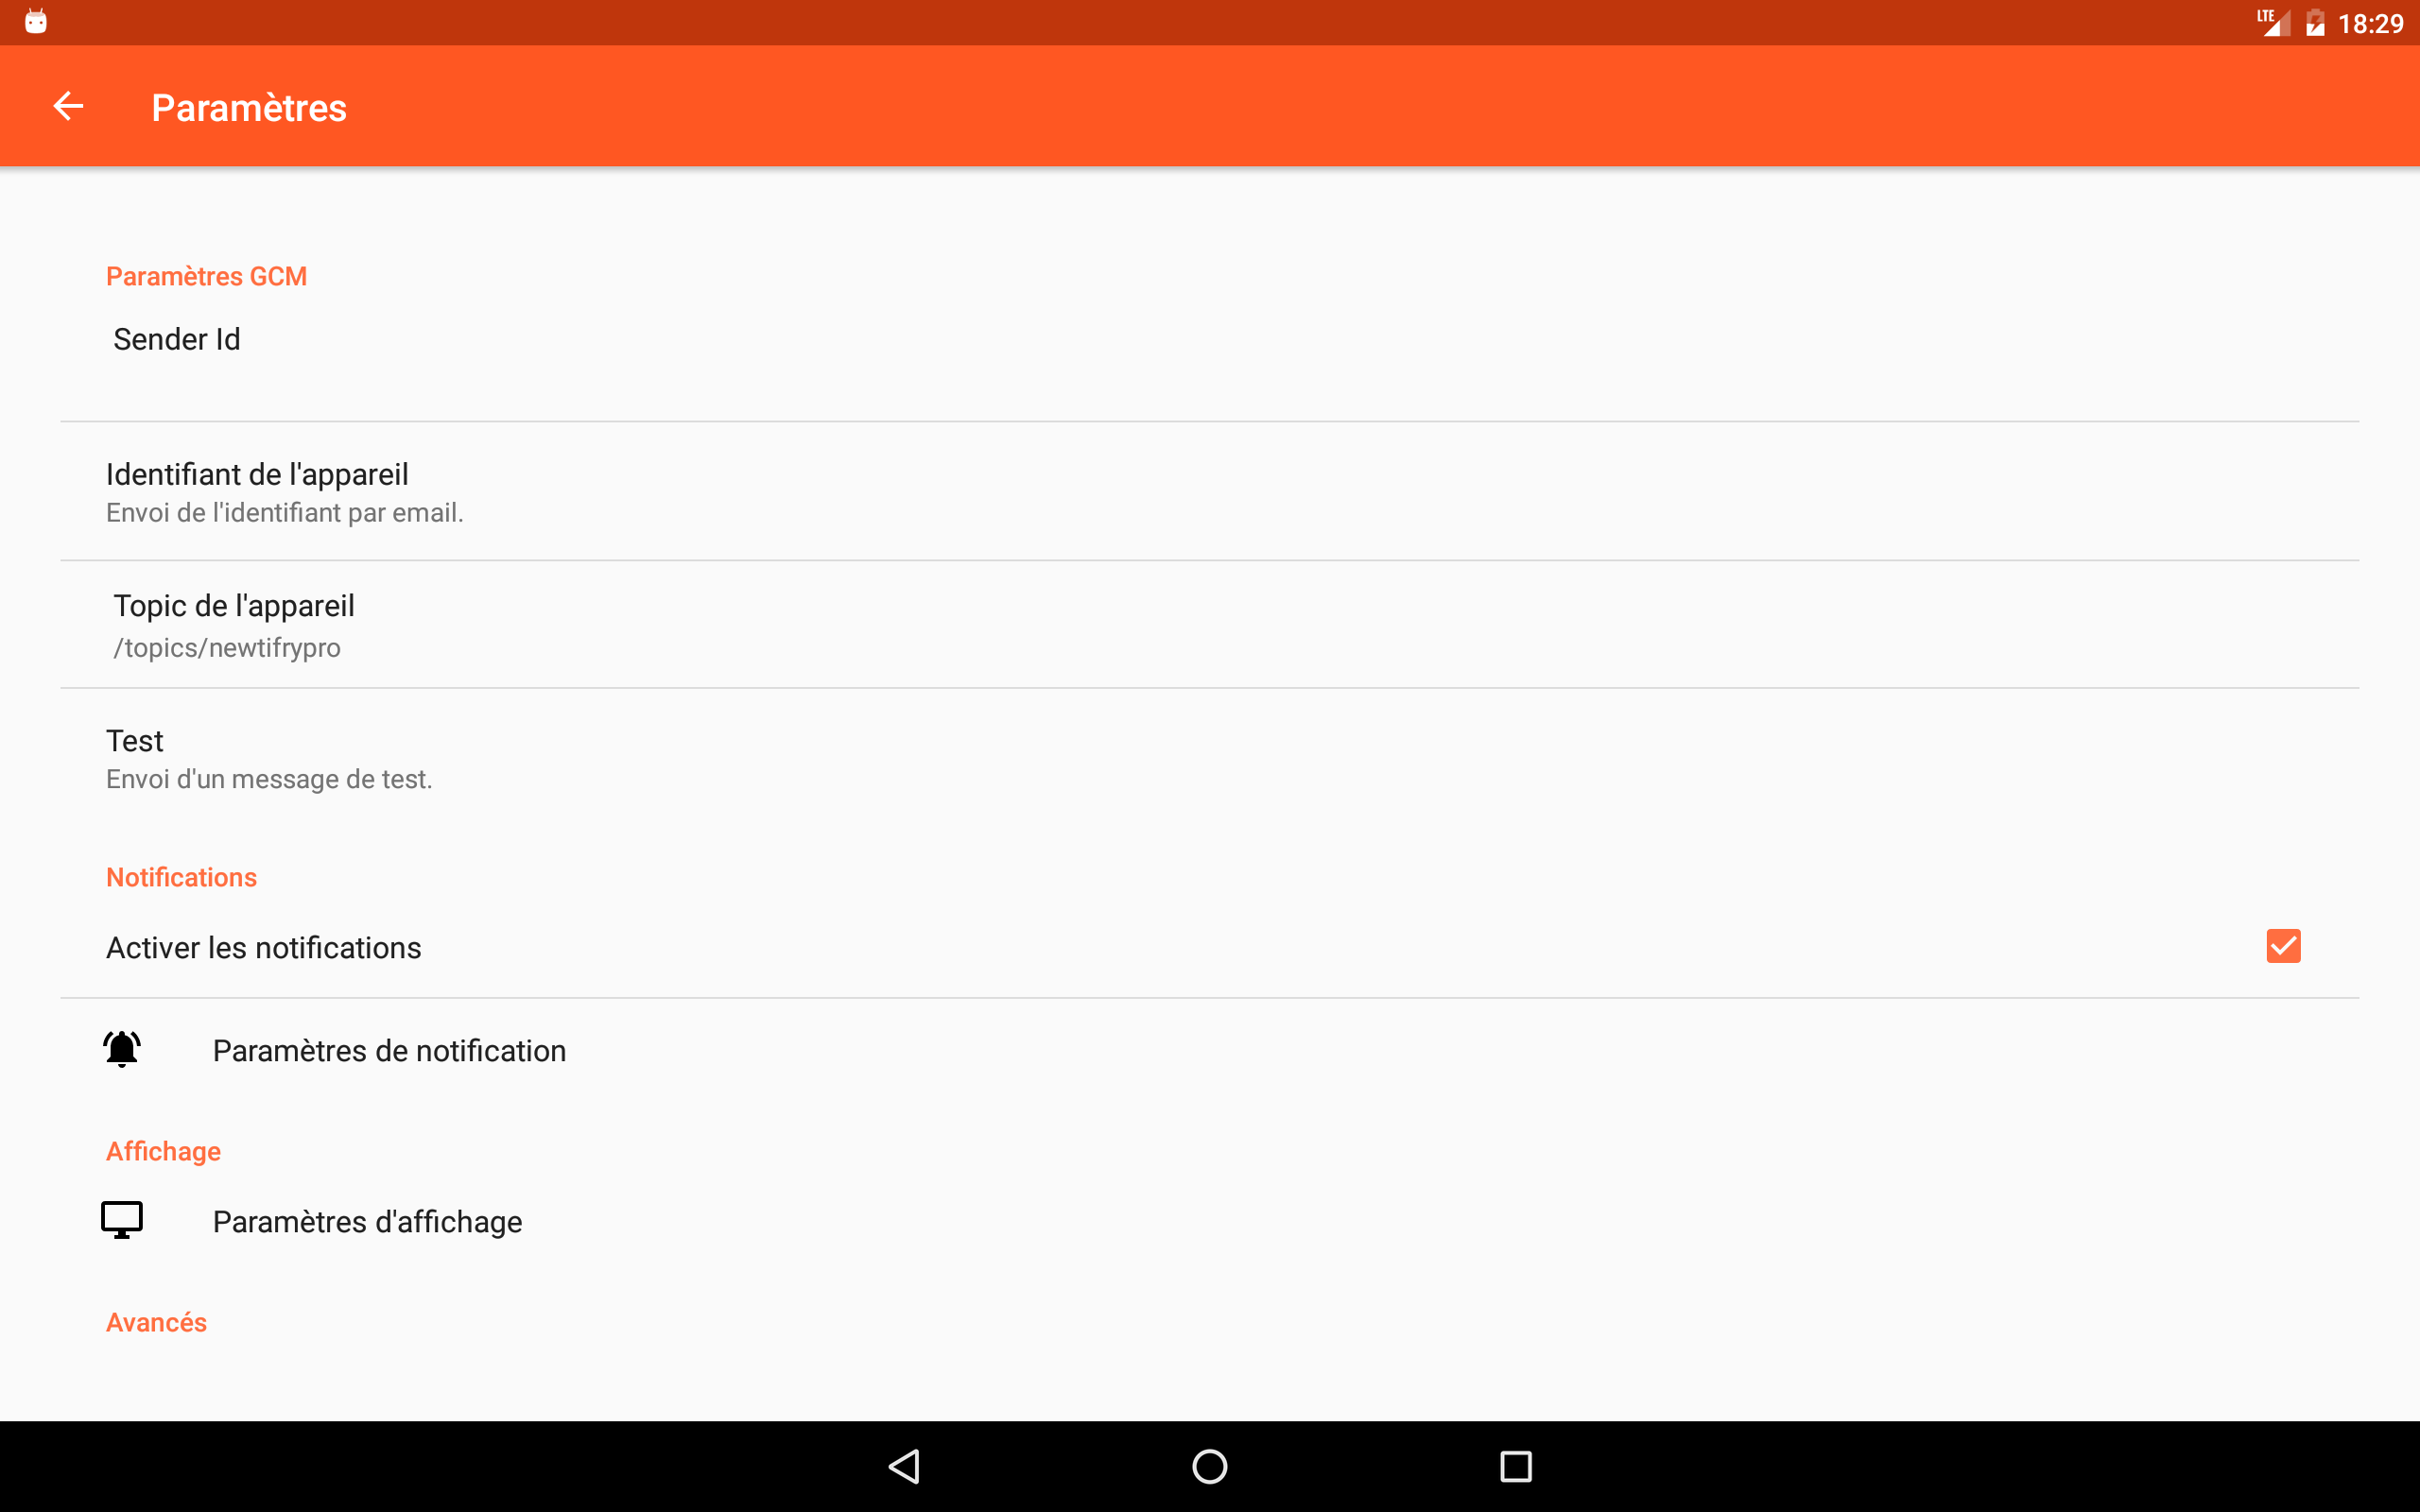 LTE 18:29
Paramètres
Paramètres GCM
Sender Id
Identifiant de l'appareil
Envoi de l'identifiant par email.
Topic de l'appareil
/topics/newtifrypro
Test
Envoi d'un message de test.
Notifications
Activer les notifications
Paramètres de notification
Affichage
Paramètres d'affichage
Avancés